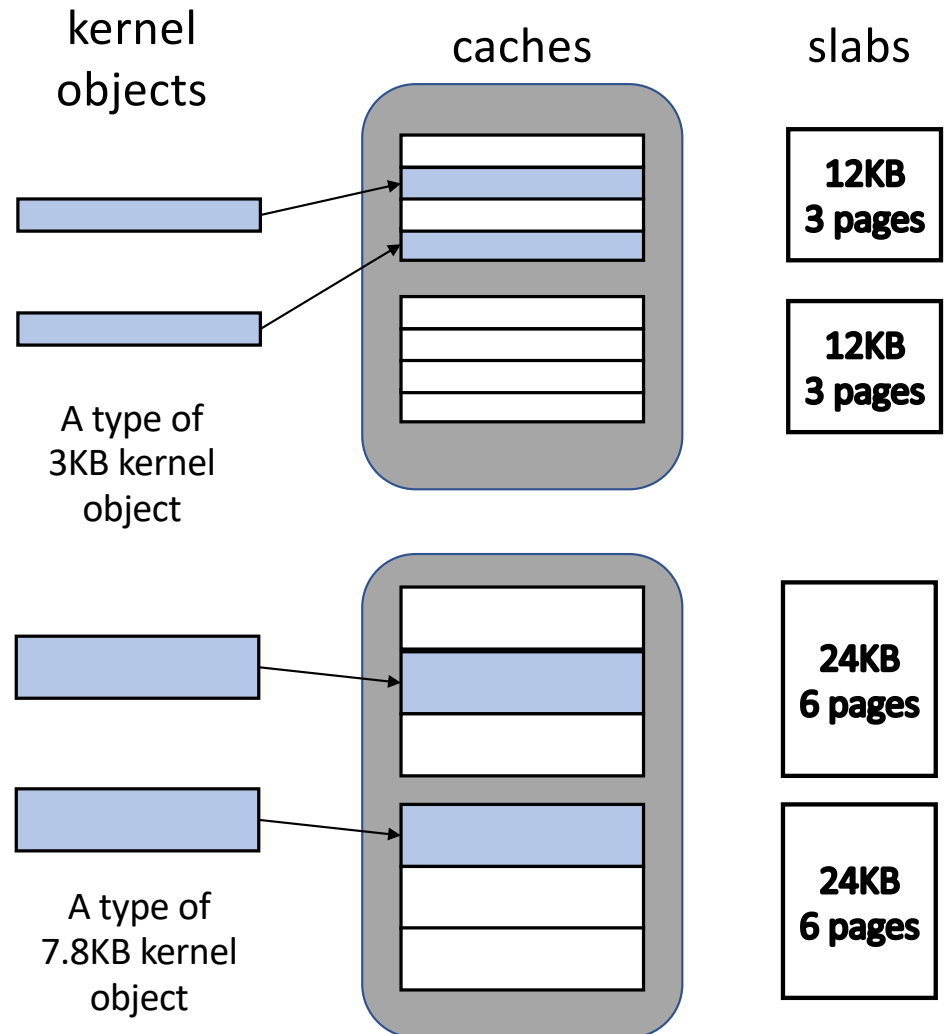 kernel
objects
caches
slabs
12KB
3 pages
12KB
3 pages
A type of
3KB kernel
object
24KB
6 pages
24KB
6 pages
A type of
7.8KB kernel
object